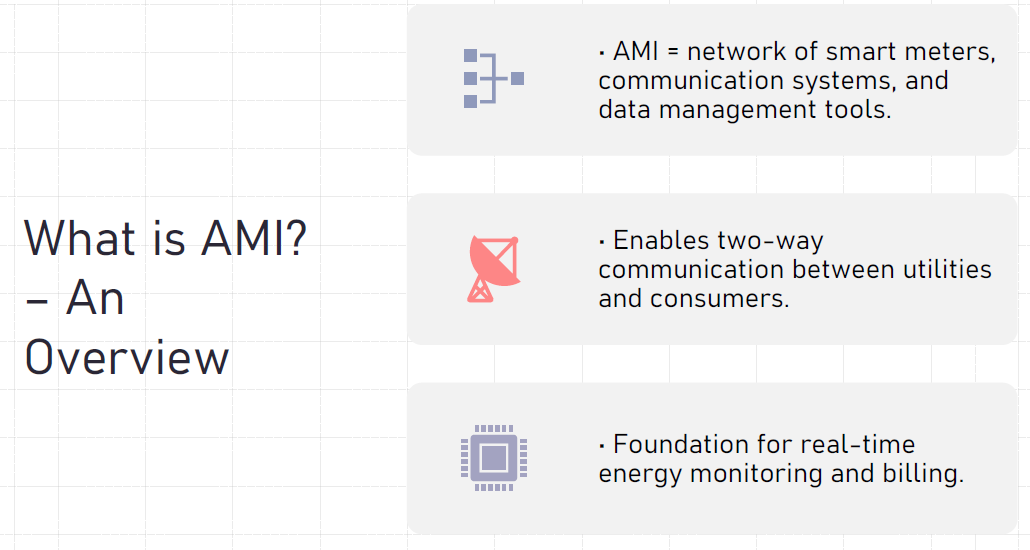 What is AMI?
– An
Overview
· AMI = network of smart meters,
communication systems, and
data management tools.
· Enables two-way
communication between utilities
and consumers.
· Foundation for real-time
energy monitoring and billing.